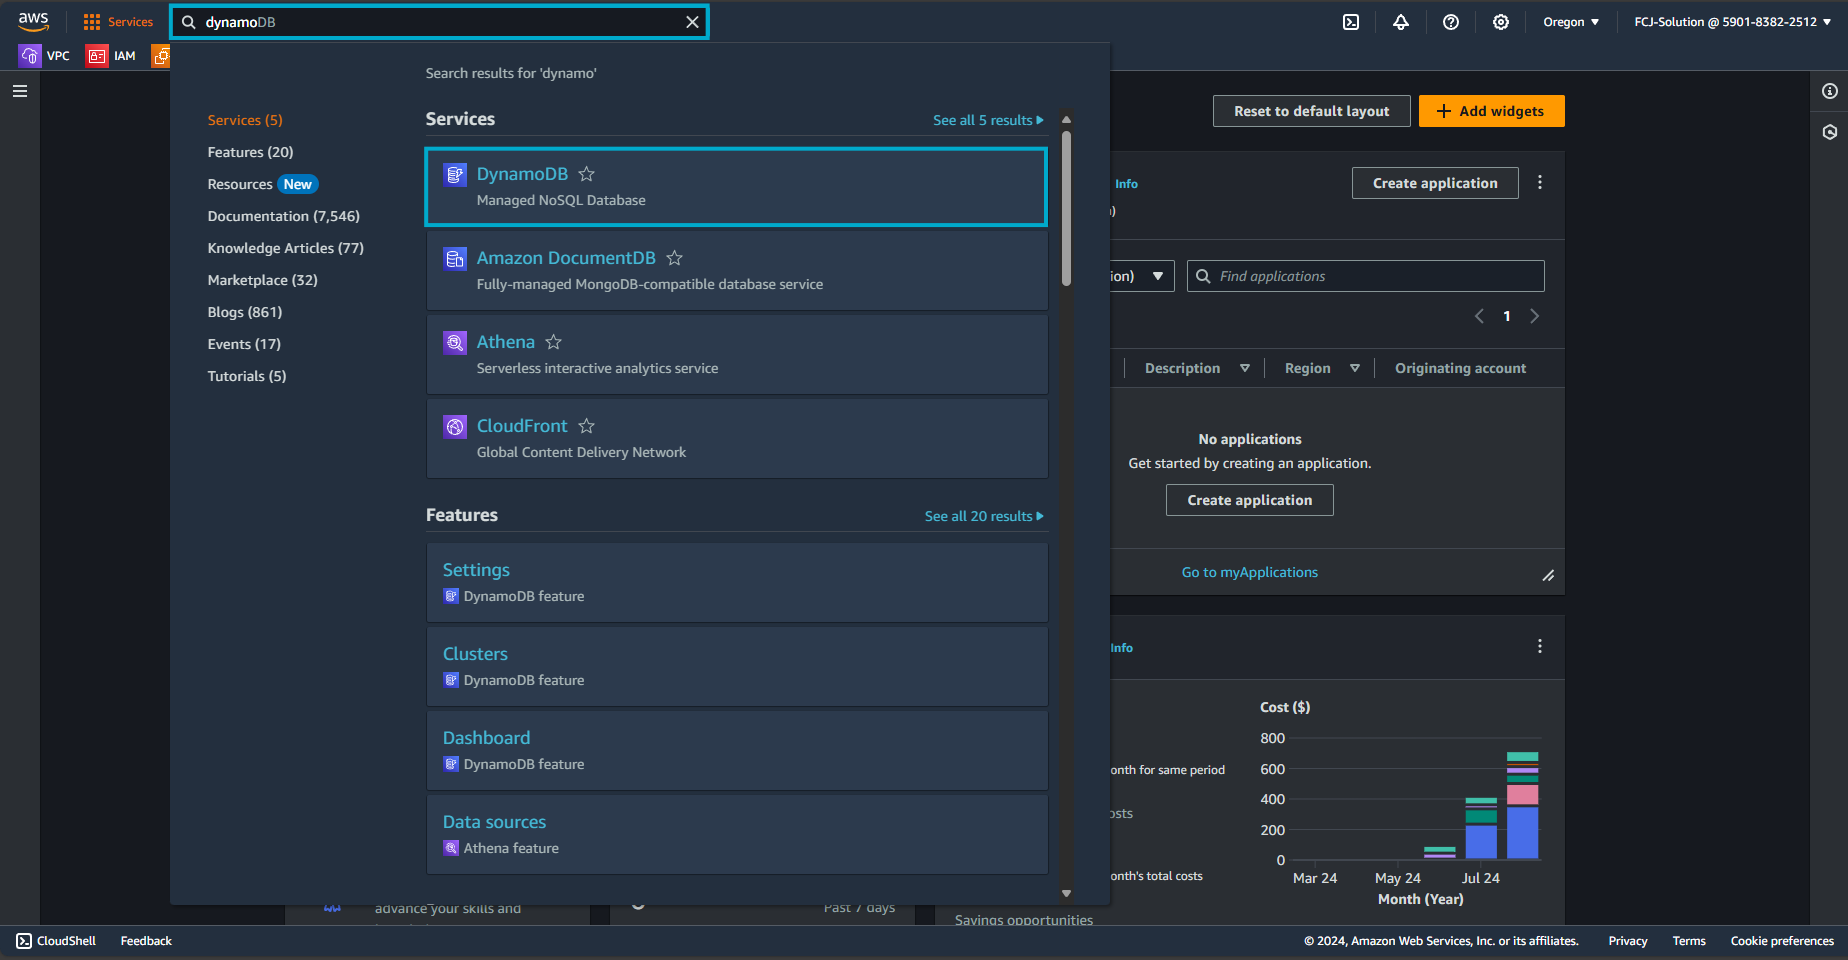 aws
Services
dynamoDB
Oregon
FCJ-Solution @ 5901-8382-2512
VPC
IAM
Search results for 'dynamo'
Services (5)
Features (20)
Resources New
Documentation (7,546)
Knowledge Articles (77)
Marketplace (32)
Blogs (861)
Events (17)
Tutorials (5)
Services
See all 5 results
DynamoDB
Managed NoSQL Database
Amazon DocumentDB
Fully-managed MongoDB-compatible database service
Athena
Serverless interactive analytics service
CloudFront
Global Content Delivery Network
Features
See all 20 results
Settings
DynamoDB feature
Clusters
DynamoDB feature
Dashboard
DynamoDB feature
Data sources
Athena feature
Reset to default layout
Add widgets
Info
Create application
ion)
Find applications
1
Description
Region
Originating account
No applications
Get started by creating an application.
Create application
Go to myApplications
Info
Cost ($)
800
600
400
200
0
Mar 24
May 24
Jul 24
Month (Year)
onth for same period
osts
onth's total costs
advance your skills and
Past 7 days
Savings opportunities
CloudShell
Feedback
© 2024, Amazon Web Services, Inc. or its affiliates.
Privacy
Terms
Cookie preferences